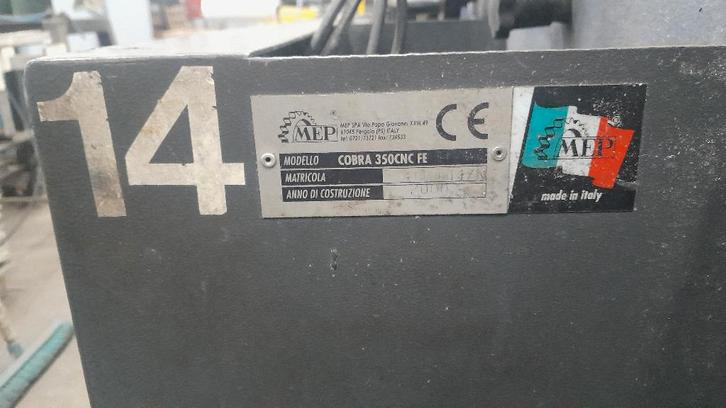 14
MEP
MEP SPA Via Papa Giovanni XXIII,49
61045 Pergola (PS) ITALY
CE
MODELLO COBRA 350CNC FE
MATRICOLA
ANNO DI COSTRUZIONE
MEP
made in italy